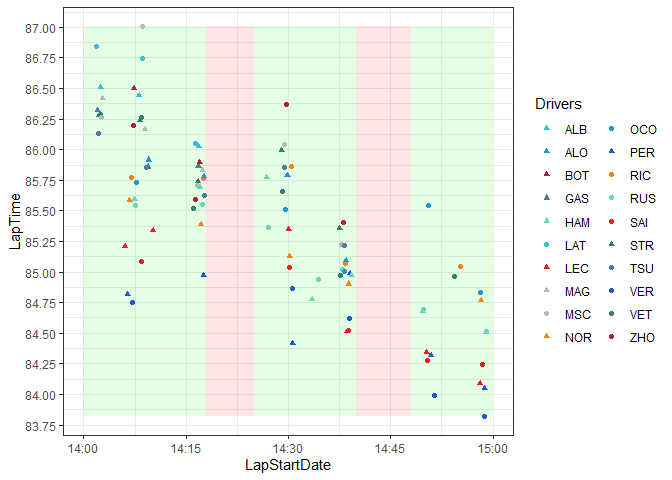 87.00
86.75
86.50
86.25
86.00
85.75
85.50
85.25
85.00
84.75
84.50
84.25
84.00
83.75
LapTime
14:00 14:15 14:30 14:45 15:00
LapStartDate
Drivers
ALB OCO
ALO PER
BOT RIC
GAS RUS
HAM SAI
LAT STR
LEC TSU
MAG VER
MSC VET
NOR ZHO